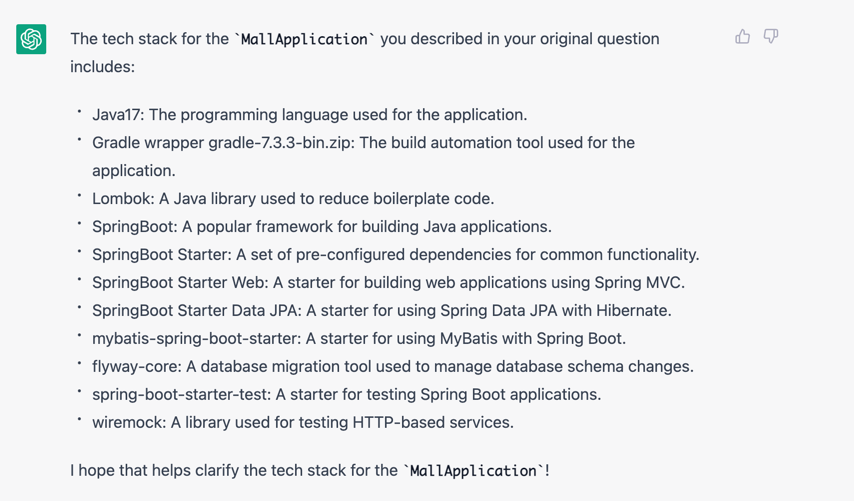 The tech stack for the `MallApplication` you described in your original question
includes:
• Java17: The programming language used for the application.
• Gradle wrapper gradle-7.3.3-bin.zip: The build automation tool used for the
application.
• Lombok: A Java library used to reduce boilerplate code.
• SpringBoot: A popular framework for building Java applications.
• SpringBoot Starter: A set of pre-configured dependencies for common functionality.
• SpringBoot Starter Web: A starter for building web applications using Spring MVC.
• SpringBoot Starter Data JPA: A starter for using Spring Data JPA with Hibernate.
• mybatis-spring-boot-starter: A starter for using MyBatis with Spring Boot.
• flyway-core: A database migration tool used to manage database schema changes.
• spring-boot-starter-test: A starter for testing Spring Boot applications.
• wiremock: A library used for testing HTTP-based services.
I hope that helps clarify the tech stack for the `MallApplication`!